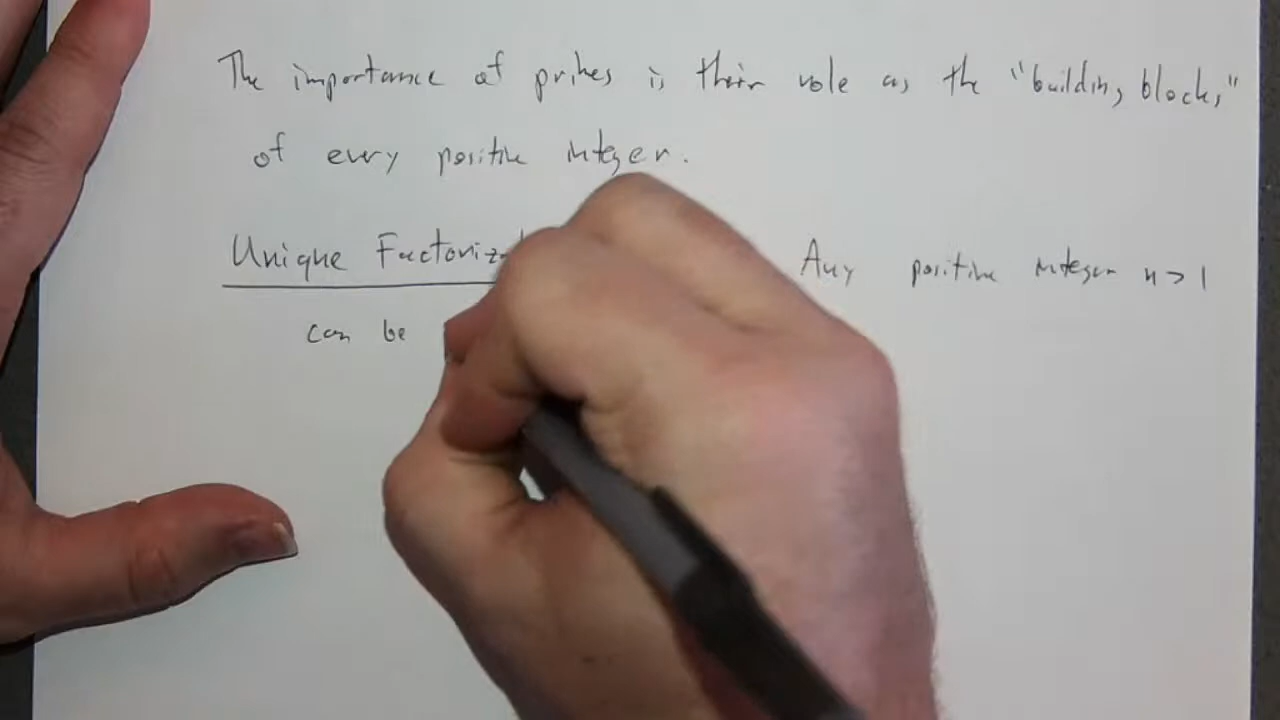 The importance of primes is their role as the "building blocks"
of every positive integer.
Unique Any positive integer n > 1
can be